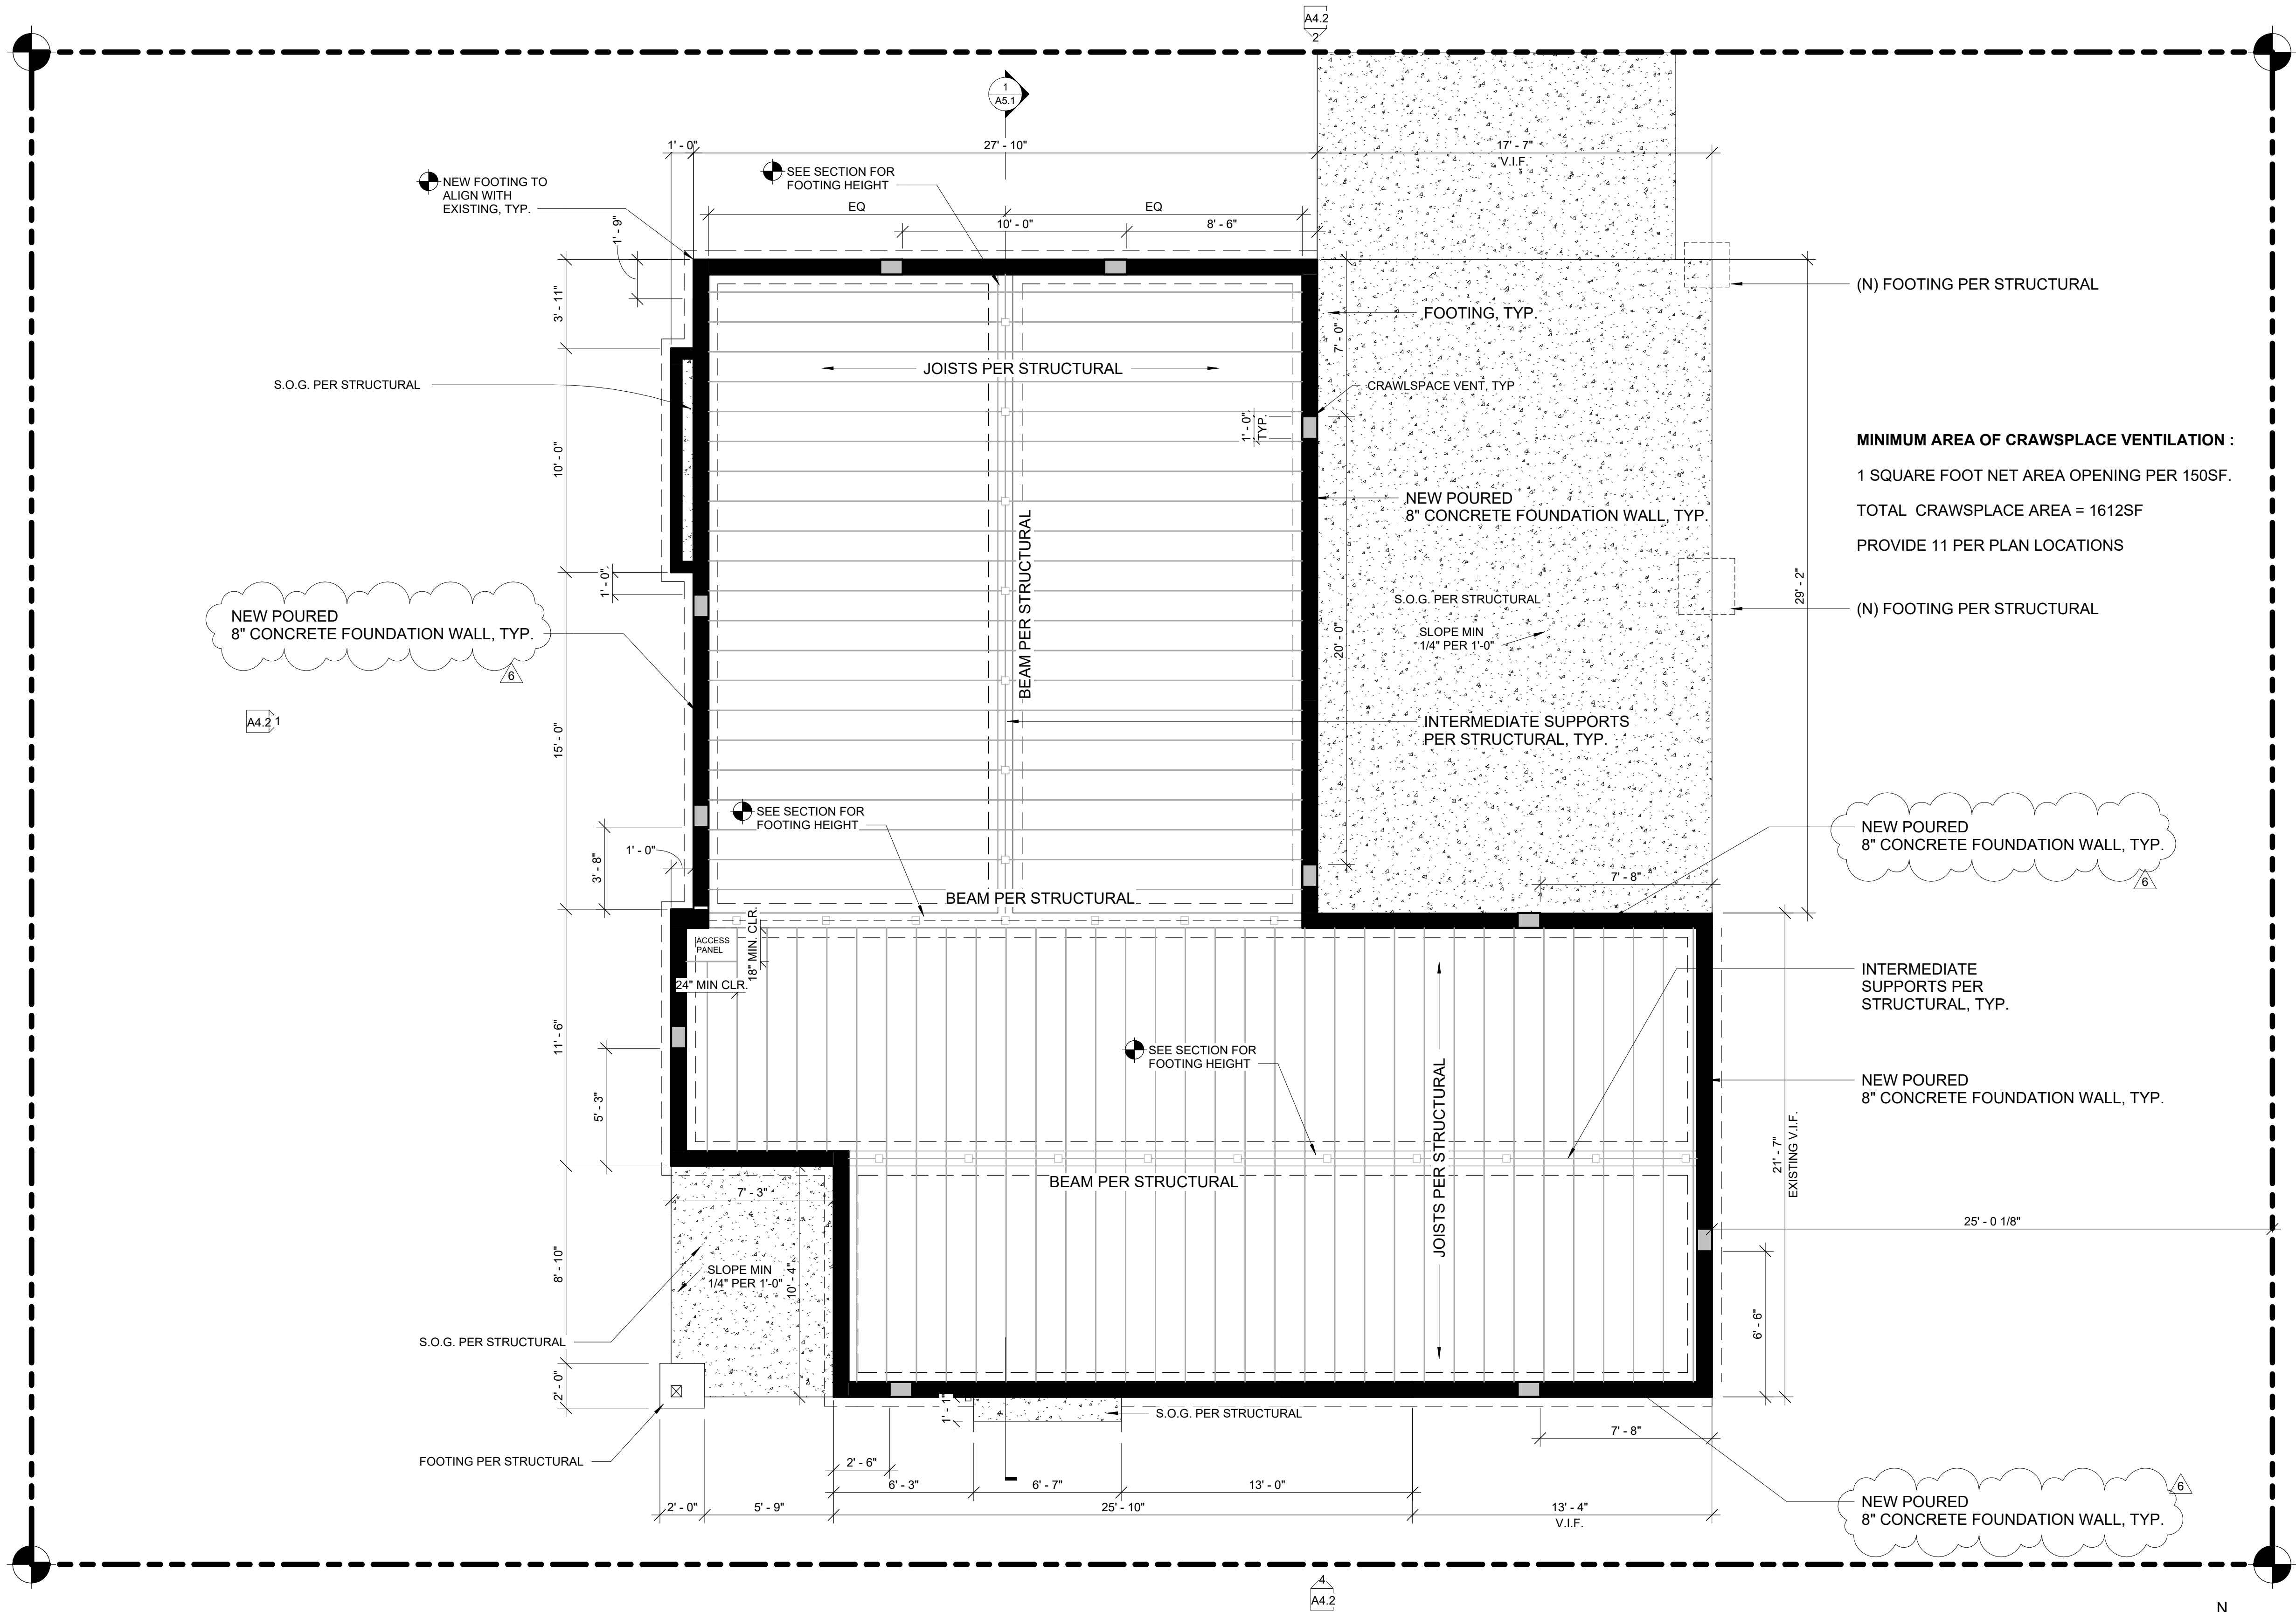 A4.2
2
1
A5.1
1' - 0"
27' - 10"
17' - 7"
V.I.F.
NEW FOOTING TO
ALIGN WITH
EXISTING, TYP.
SEE SECTION FOR
FOOTING HEIGHT
EQ
EQ
10' - 0"
8' - 6"
1' - 9"
3' - 11"
(N) FOOTING PER STRUCTURAL
FOOTING, TYP.
7' - 0"
JOISTS PER STRUCTURAL
S.O.G. PER STRUCTURAL
CRAWLSPACE VENT, TYP
1' - 0"
TYP.
10' - 0"
MINIMUM AREA OF CRAWSPLACE VENTILATION :
1 SQUARE FOOT NET AREA OPENING PER 150SF.
TOTAL CRAWSPLACE AREA = 1612SF
PROVIDE 11 PER PLAN LOCATIONS
NEW POURED
8" CONCRETE FOUNDATION WALL, TYP.
BEAM PER STRUCTURAL
1' - 0"
29' - 2"
S.O.G. PER STRUCTURAL
(N) FOOTING PER STRUCTURAL
NEW POURED
8" CONCRETE FOUNDATION WALL, TYP.
6
SLOPE MIN
1/4" PER 1'-0"
20' - 0"
A4.2
1
15' - 0"
INTERMEDIATE SUPPORTS
PER STRUCTURAL, TYP.
SEE SECTION FOR
FOOTING HEIGHT
NEW POURED
8" CONCRETE FOUNDATION WALL, TYP.
6
1' - 0"
3' - 8"
7' - 8"
BEAM PER STRUCTURAL
ACCESS
PANEL
18" MIN. CLR.
24" MIN CLR.
INTERMEDIATE
SUPPORTS PER
STRUCTURAL, TYP.
11' - 6"
SEE SECTION FOR
FOOTING HEIGHT
JOISTS PER STRUCTURAL
NEW POURED
8" CONCRETE FOUNDATION WALL, TYP.
5' - 3"
21' - 7"
EXISTING V.I.F.
BEAM PER STRUCTURAL
7' - 3"
25' - 0 1/8"
8' - 10"
SLOPE MIN
1/4" PER 1'-0"
10' - 4"
6' - 6"
S.O.G. PER STRUCTURAL
2' - 0"
1' - 1"
S.O.G. PER STRUCTURAL
7' - 8"
FOOTING PER STRUCTURAL
2' - 6"
6' - 3"
6' - 7"
13' - 0"
2' - 0"
5' - 9"
25' - 10"
13' - 4"
V.I.F.
6
NEW POURED
8" CONCRETE FOUNDATION WALL, TYP.
4
A4.2
N